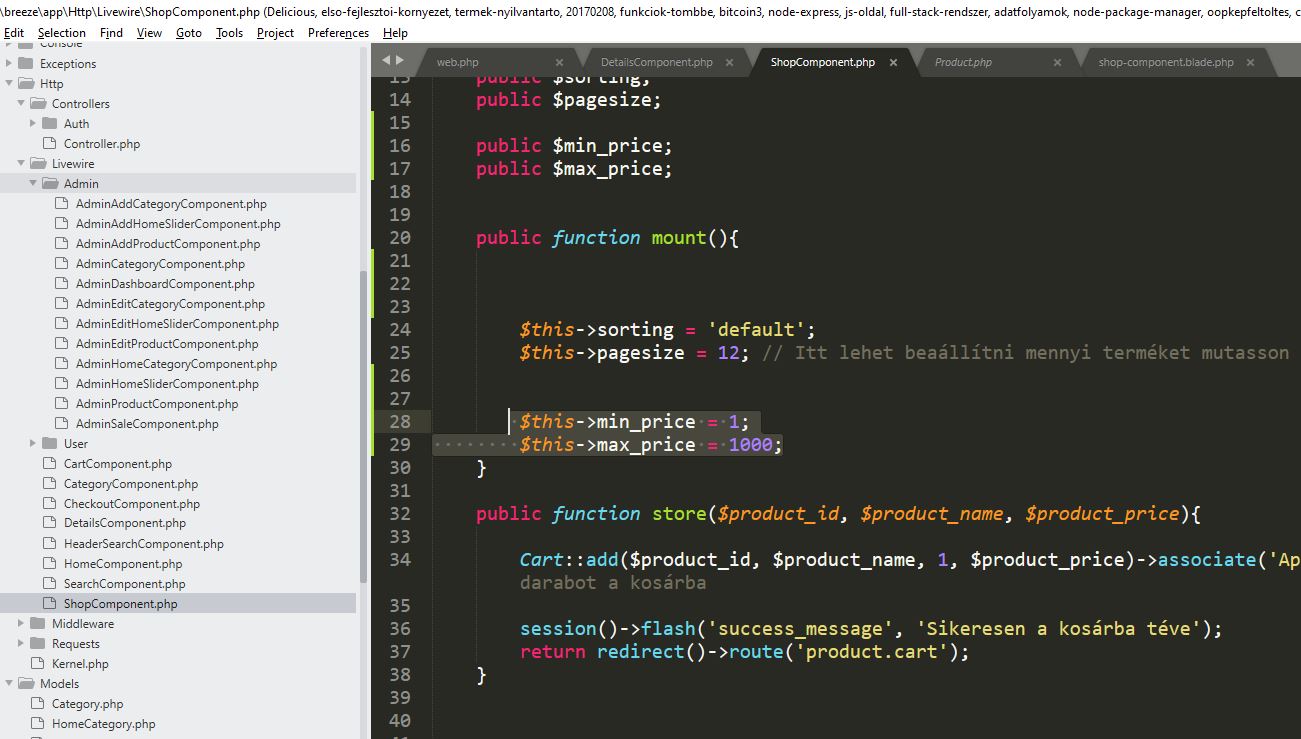 \breeze\app\Http\Livewire\ShopComponent.php (Delicious, elso-fejlesztoi-kornyezet, termek-nyilvantarto, 20170208, funkciok-tombbe, bitcoin3, node-express, js-oldal, full-stack-rendszer, adatfolyamok, node-package-manager, oopkepfeltoltes, c
Edit Selection Find View Goto Tools Project Preferences Help
Console
Exceptions
Http
Controllers
Auth
Controller.php
Livewire
Admin
AdminAddCategoryComponent.php
AdminAddHomeSliderComponent.php
AdminAddProductComponent.php
AdminCategoryComponent.php
AdminDashboardComponent.php
AdminEditCategoryComponent.php
AdminEditHomeSliderComponent.php
AdminEditProductComponent.php
AdminHomeCategoryComponent.php
AdminHomeSliderComponent.php
AdminProductComponent.php
AdminSaleComponent.php
User
CartComponent.php
CategoryComponent.php
CheckoutComponent.php
DetailsComponent.php
HeaderSearchComponent.php
HomeComponent.php
SearchComponent.php
ShopComponent.php
Middleware
Requests
Kernel.php
Models
Category.php
HomeCategory.php
web.php × DetailsComponent.php × ShopComponent.php × Product.php × shop-component.blade.php ×
13 public $sorting;
14 public $pagesize;
15
16 public $min_price;
17 public $max_price;
18
19
20 public function mount(){
21
22
23
24 $this->sorting = 'default';
25 $this->pagesize = 12; // Itt lehet beaállítni mennyi terméket mutasson
26
27
28 $this->min_price = 1;
29 $this->max_price = 1000;
30 }
31
32 public function store($product_id, $product_name, $product_price){
33
34 Cart::add($product_id, $product_name, 1, $product_price)->associate('Ap
darabot a kosárba
35
36 session()->flash('success_message', 'Sikeresen a kosárba téve');
37 return redirect()->route('product.cart');
38 }
39
40
41